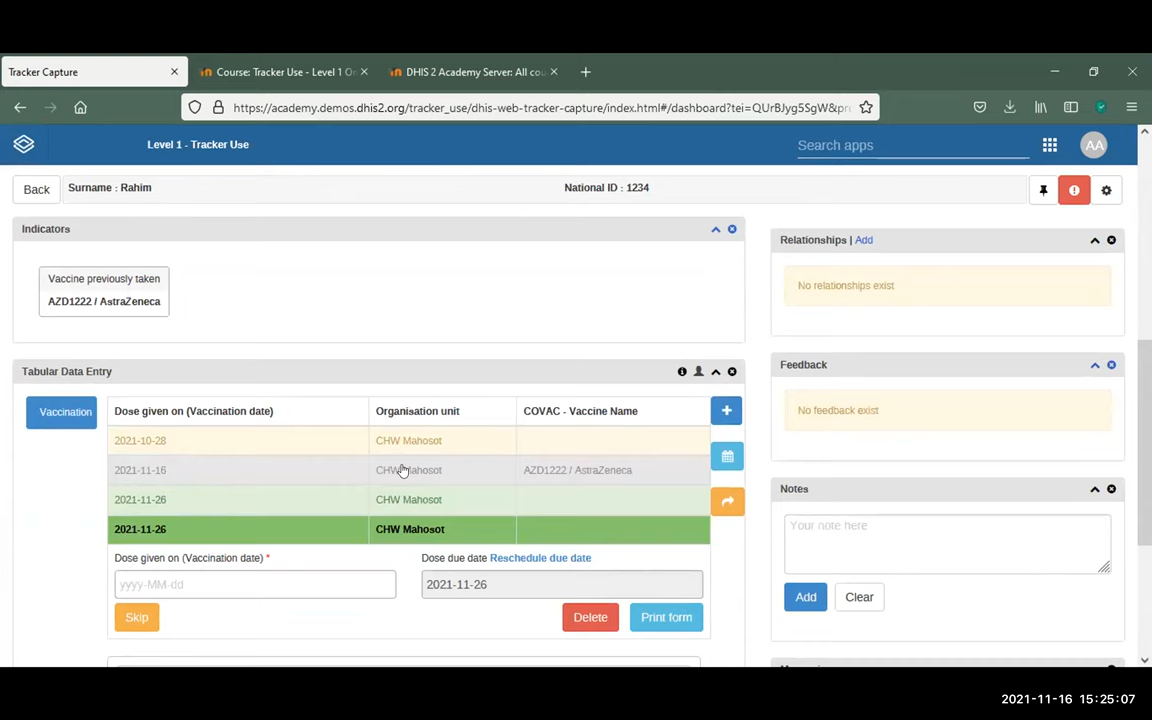 Tracker Capture
Course: Tracker Use - Level 1 On
DHIS 2 Academy Server: All cou
https://academy.demos.dhis2.org/tracker_use/dhis-web-tracker-capture/index.html#/dashboard?tei=QUrBJyg5SgW&pr
Level 1 - Tracker Use
Search apps
AA
Back
Surname : Rahim
National ID : 1234
Indicators
Vaccine previously taken
AZD1222 / AstraZeneca
Relationships | Add
No relationships exist
Feedback
No feedback exist
Tabular Data Entry
Vaccination
Dose given on (Vaccination date) Organisation unit COVAC - Vaccine Name
2021-10-28 CHW Mahosot
2021-11-16 CHW Mahosot AZD1222 / AstraZeneca
2021-11-26 CHW Mahosot
2021-11-26 CHW Mahosot
Dose given on (Vaccination date) *
yyyy-MM-dd
Dose due date Reschedule due date
2021-11-26
Skip
Delete
Print form
Notes
Your note here
Add
Clear
2021-11-16 15:25:07